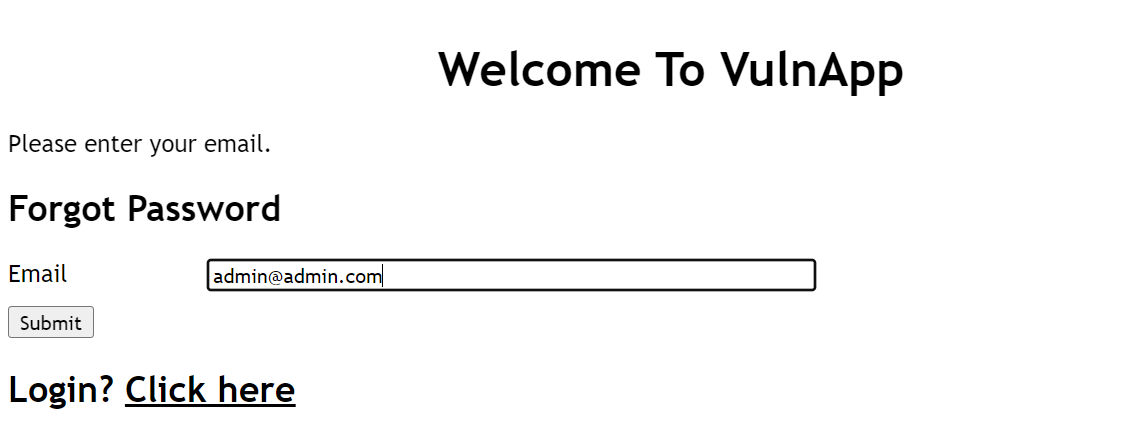 Welcome To VulnApp
Please enter your email.
Forgot Password
Email admin@admin.com
Submit
Login? Click here